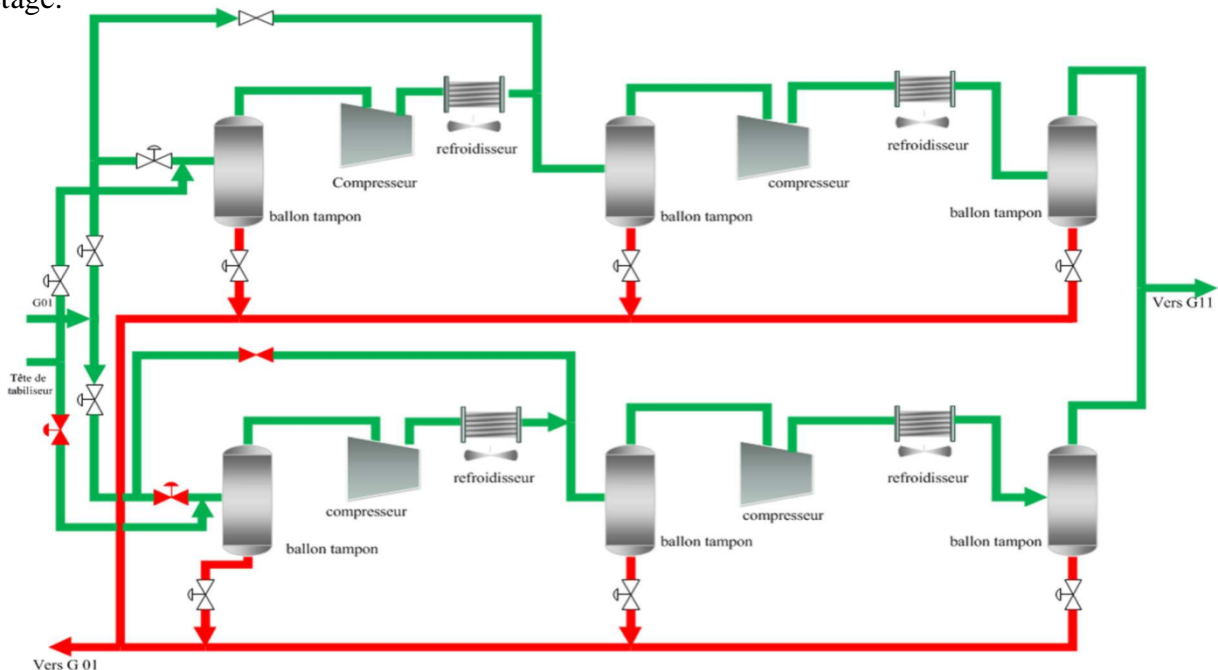 tage.
refroidisseur
refroidisseur
Compresseur
compresseur
ballon tampon
ballon tampon
ballon tampon
G01
Vers G11
Tête de
tabiliseur
refroidisseur
refroidisseur
compresseur
compresseur
ballon tampon
ballon tampon
ballon tampon
Vers G 01